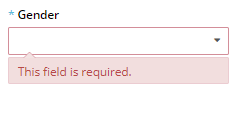 * Gender
This field is required.